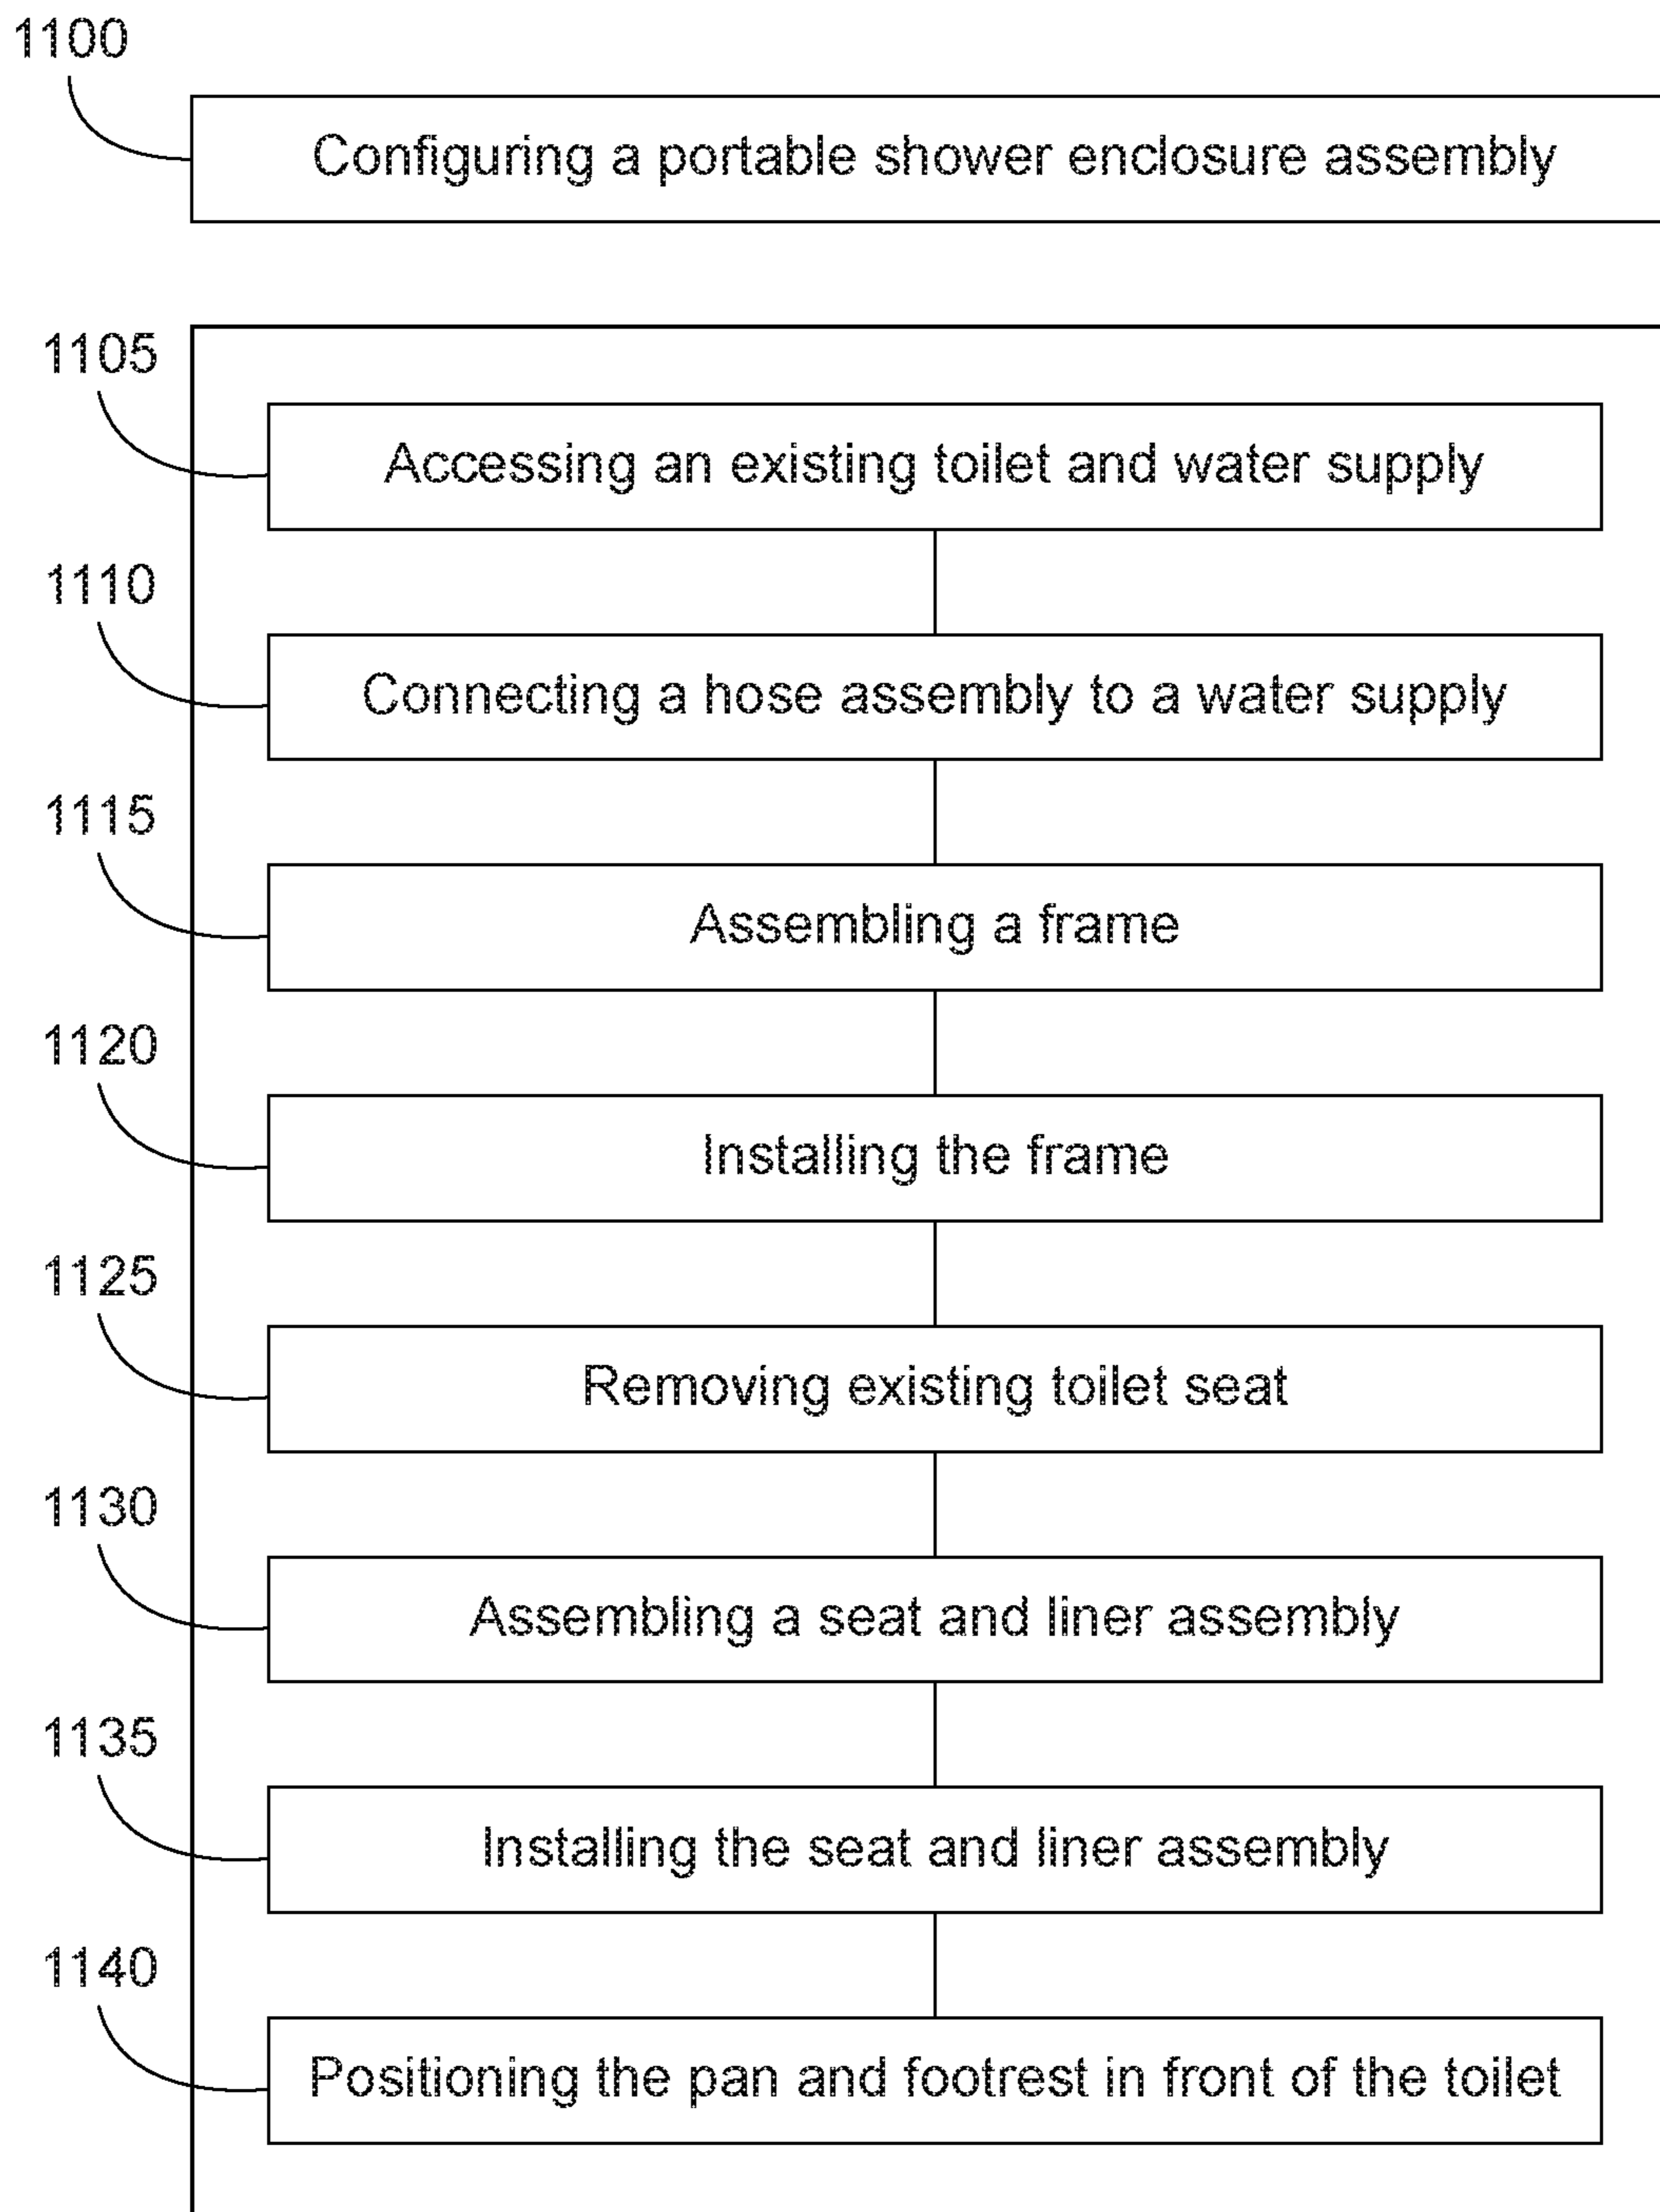 1100
Configuring a portable shower enclosure assembly
1105
Accessing an existing toilet and water supply
1110
Connecting a hose assembly to a water supply
1115
Assembling a frame
1120
Installing the frame
1125
Removing existing toilet seat
1130
Assembling a seat and liner assembly
1135
Installing the seat and liner assembly
1140
Positioning the pan and footrest in front of the toilet